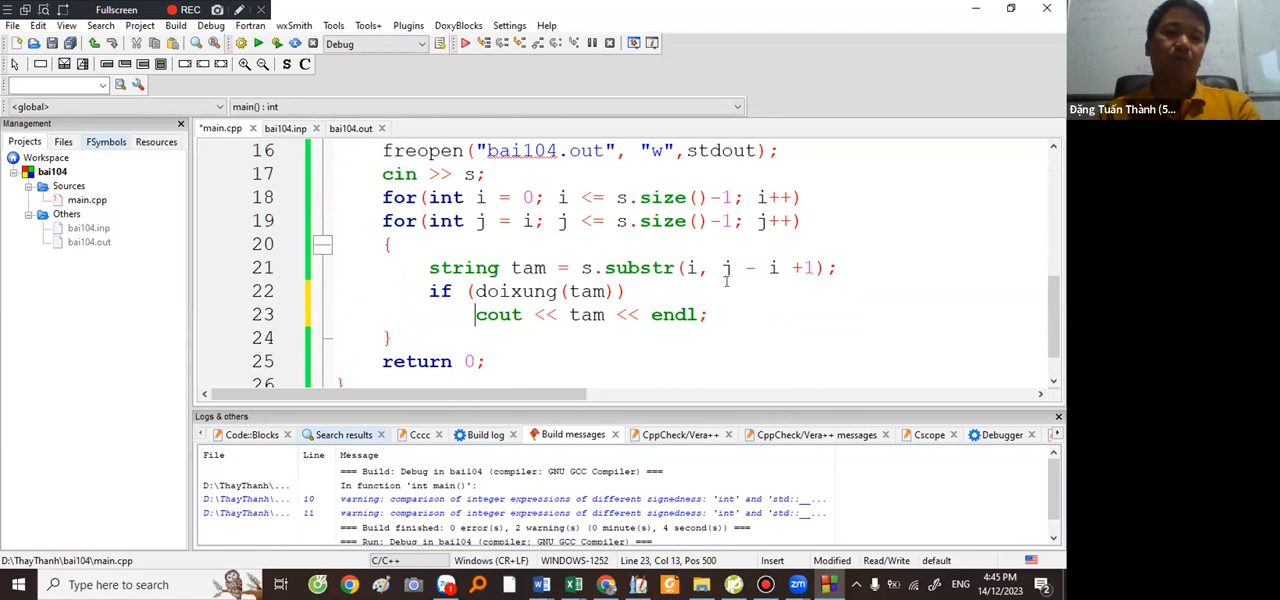 Fullscreen REC
File Edit View Search Project Build Debug Fortran wxSmith Tools Tools+ Plugins DoxyBlocks Settings Help
Debug
S C
<global> main() : int
Management
Projects Files FSymbols Resources
Workspace
bai104
Sources
main.cpp
Others
bai104.inp
bai104.out
*main.cpp bai104.inp bai104.out
16 freopen("bai104.out", "w",stdout);
17 cin >> s;
18 for(int i = 0; i <= s.size()-1; i++)
19 for(int j = i; j <= s.size()-1; j++)
20 {
21 string tam = s.substr(i, j - i +1);
22 if (doixung(tam))
23 cout << tam << endl;
24 }
25 return 0;
26 }
Logs & others
Code::Blocks Search results Cccc Build log Build messages CppCheck/Vera++ CppCheck/Vera++ messages Cscope Debugger
File Line Message
=== Build: Debug in bai104 (compiler: GNU GCC Compiler) ===
D:\ThayThanh\... In function 'int main()':
D:\ThayThanh\... 10 warning: comparison of integer expressions of different signedness: 'int' and 'std::__...
D:\ThayThanh\... 11 warning: comparison of integer expressions of different signedness: 'int' and 'std::__...
=== Build finished: 0 error(s), 2 warning(s) (0 minute(s), 4 second(s)) ===
=== Run: Debug in bai104 (compiler: GNU GCC Compiler) ===
D:\ThayThanh\bai104\main.cpp C/C++ Windows (CR+LF) WINDOWS-1252 Line 23, Col 13, Pos 500 Insert Modified Read/Write default
Type here to search
ENG
4:45 PM
14/12/2023
2
Đặng Tuấn Thành (5...